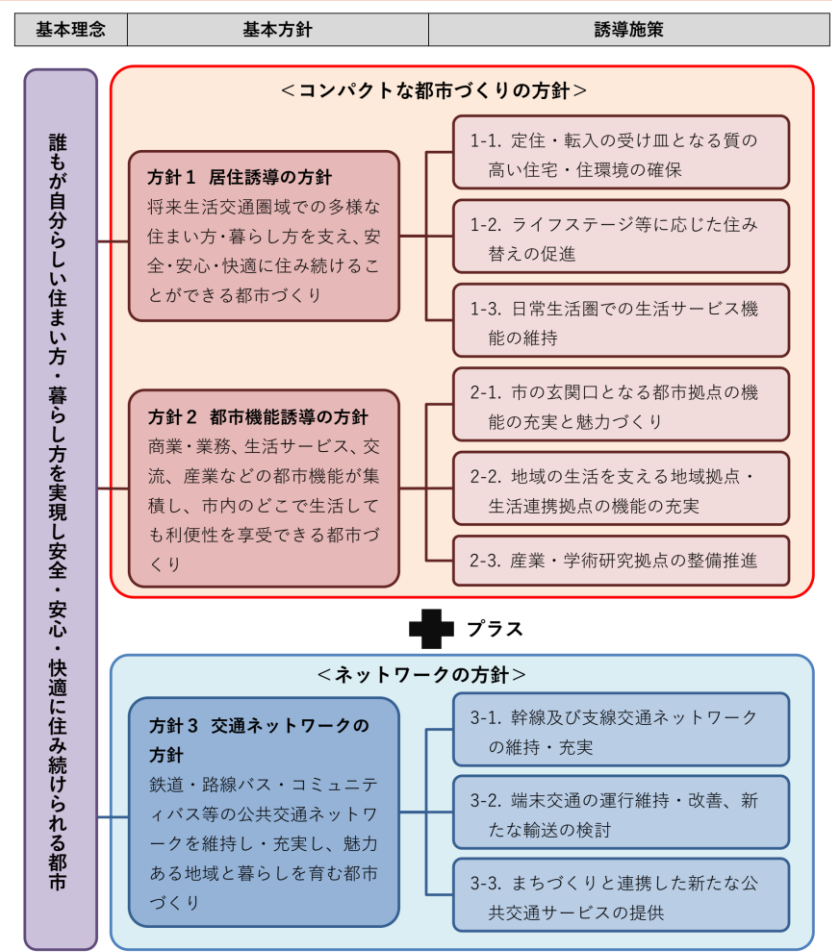 基本理念
基本方針
誘導施策
誰もが自分らしい住まい方・暮らし方を実現し安全・安心・快適に住み続けられる都市
＜コンパクトな都市づくりの方針＞
方針１ 居住誘導の方針
将来生活交通圏域での多様な
住まい方・暮らし方を支え、安
全・安心・快適に住み続けるこ
とができる都市づくり
1-1. 定住・転入の受け皿となる質の
高い住宅・住環境の確保
1-2. ライフステージ等に応じた住み
替えの促進
1-3. 日常生活圏での生活サービス機
能の維持
方針２ 都市機能誘導の方針
商業・業務、生活サービス、交
流、産業などの都市機能が集
積し、市内のどこで生活して
も利便性を享受できる都市づ
くり
2-1. 市の玄関口となる都市拠点の機
能の充実と魅力づくり
2-2. 地域の生活を支える地域拠点・
生活連携拠点の機能の充実
2-3. 産業・学術研究拠点の整備推進
プラス
＜ネットワークの方針＞
方針３ 交通ネットワークの
方針
鉄道・路線バス・コミュニテ
ィバス等の公共交通ネットワ
ークを維持し・充実し、魅力
ある地域と暮らしを育む都市
づくり
3-1. 幹線及び支線交通ネットワーク
の維持・充実
3-2. 端末交通の運行維持・改善、新
たな輸送の検討
3-3. まちづくりと連携した新たな公
共交通サービスの提供